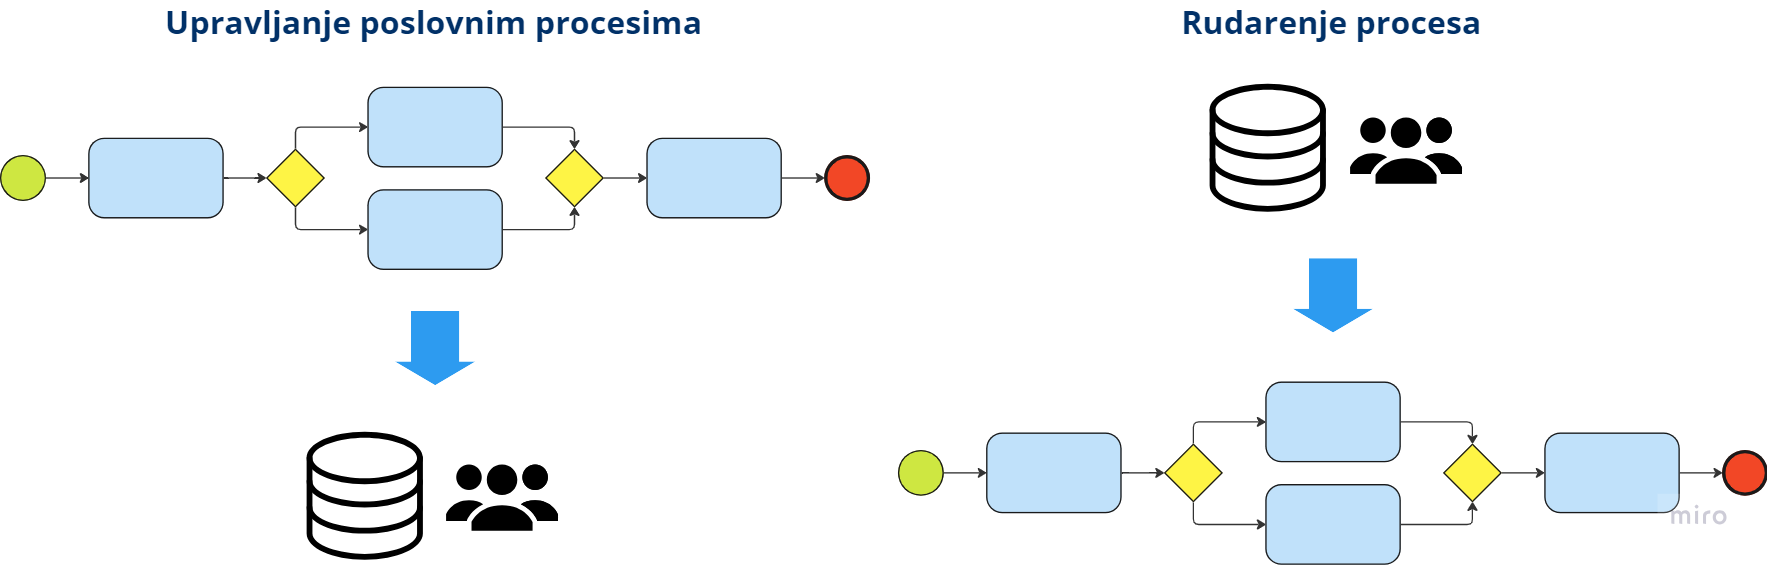 Upravljanje poslovnim procesima
Rudarenje procesa
miro